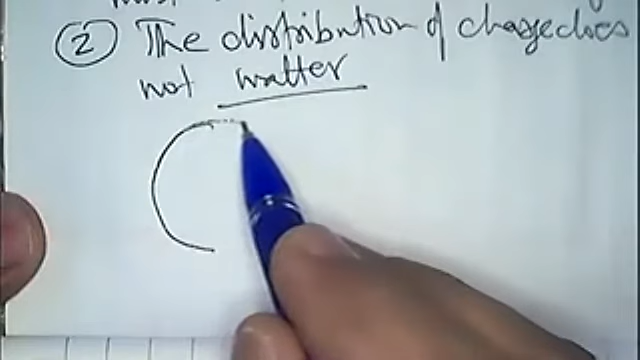 ② The distribution of charge does
not matter